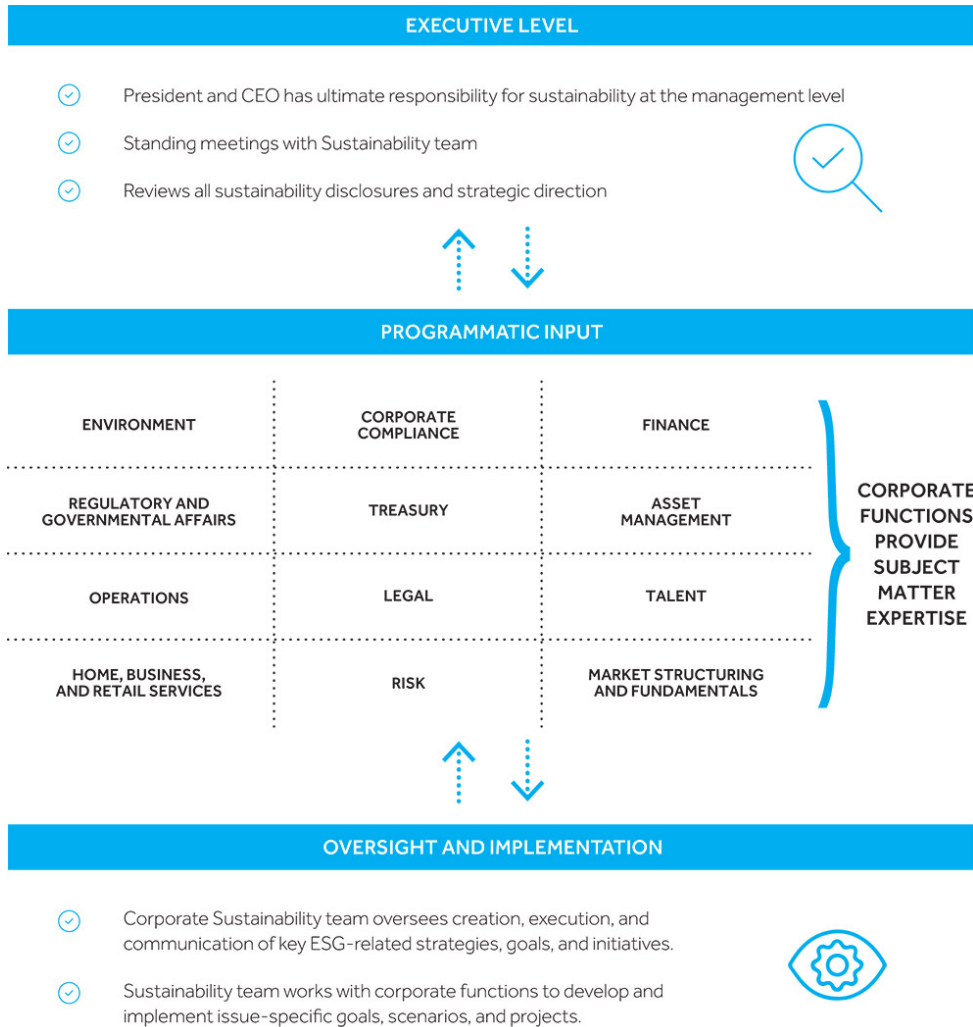 EXECUTIVE LEVEL
President and CEO has ultimate responsibility for sustainability at the management level
Standing meetings with Sustainability team
Reviews all sustainability disclosures and strategic direction
PROGRAMMATIC INPUT
ENVIRONMENT
CORPORATE
COMPLIANCE
FINANCE
REGULATORY AND
GOVERNMENTAL AFFAIRS
TREASURY
ASSET
MANAGEMENT
OPERATIONS
LEGAL
TALENT
HOME, BUSINESS,
AND RETAIL SERVICES
RISK
MARKET STRUCTURING
AND FUNDAMENTALS
CORPORATE
FUNCTIONS
PROVIDE
SUBJECT
MATTER
EXPERTISE
OVERSIGHT AND IMPLEMENTATION
Corporate Sustainability team oversees creation, execution, and
communication of key ESG-related strategies, goals, and initiatives.
Sustainability team works with corporate functions to develop and
implement issue-specific goals, scenarios, and projects.